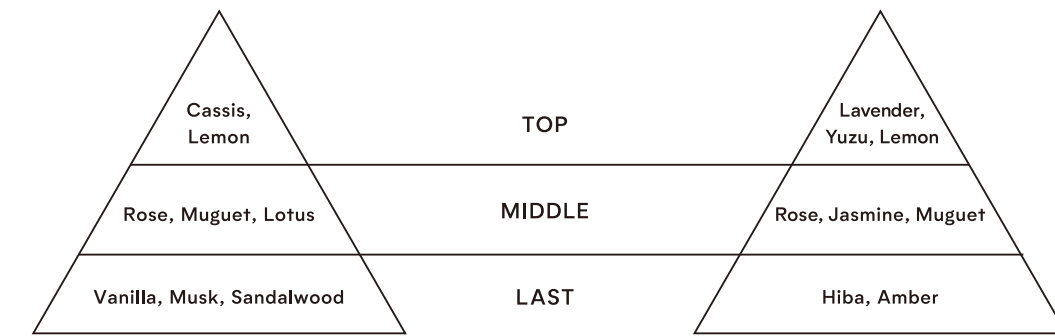 Cassis,
Lemon
TOP
Lavender,
Yuzu, Lemon
Rose, Muguet, Lotus
MIDDLE
Rose, Jasmine, Muguet
Vanilla, Musk, Sandalwood
LAST
Hiba, Amber